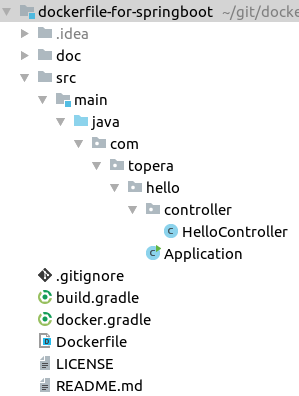 dockerfile-for-springboot ~/git/docke
.idea
doc
src
main
java
com
topera
hello
controller
HelloController
Application
.gitignore
build.gradle
docker.gradle
Dockerfile
LICENSE
README.md